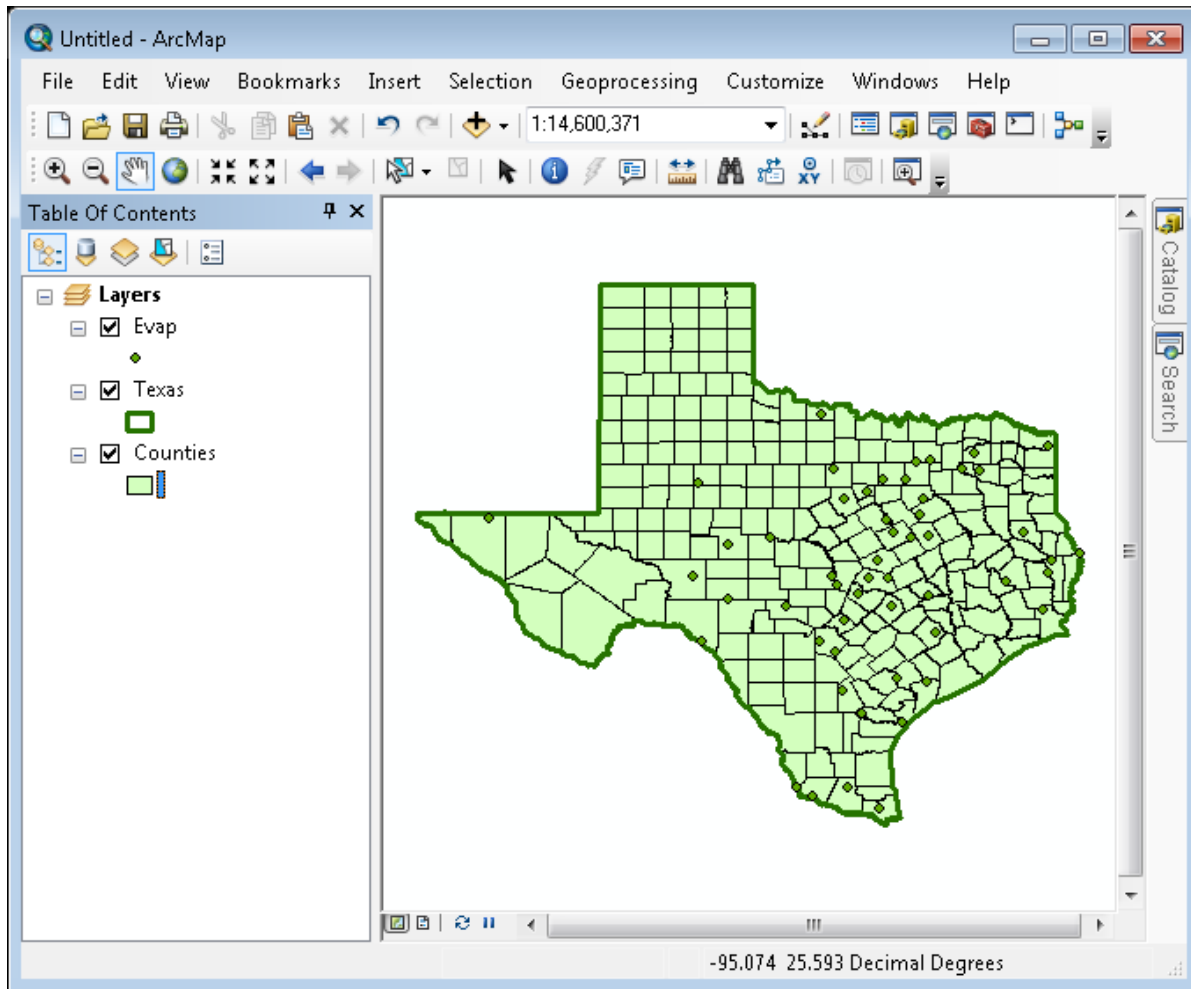 Untitled - ArcMap
File Edit View Bookmarks Insert Selection Geoprocessing Customize Windows Help
1:14,600,371
XY
Table Of Contents
Layers
Evap
Texas
Counties
Catalog
Search
-95.074 25.593 Decimal Degrees